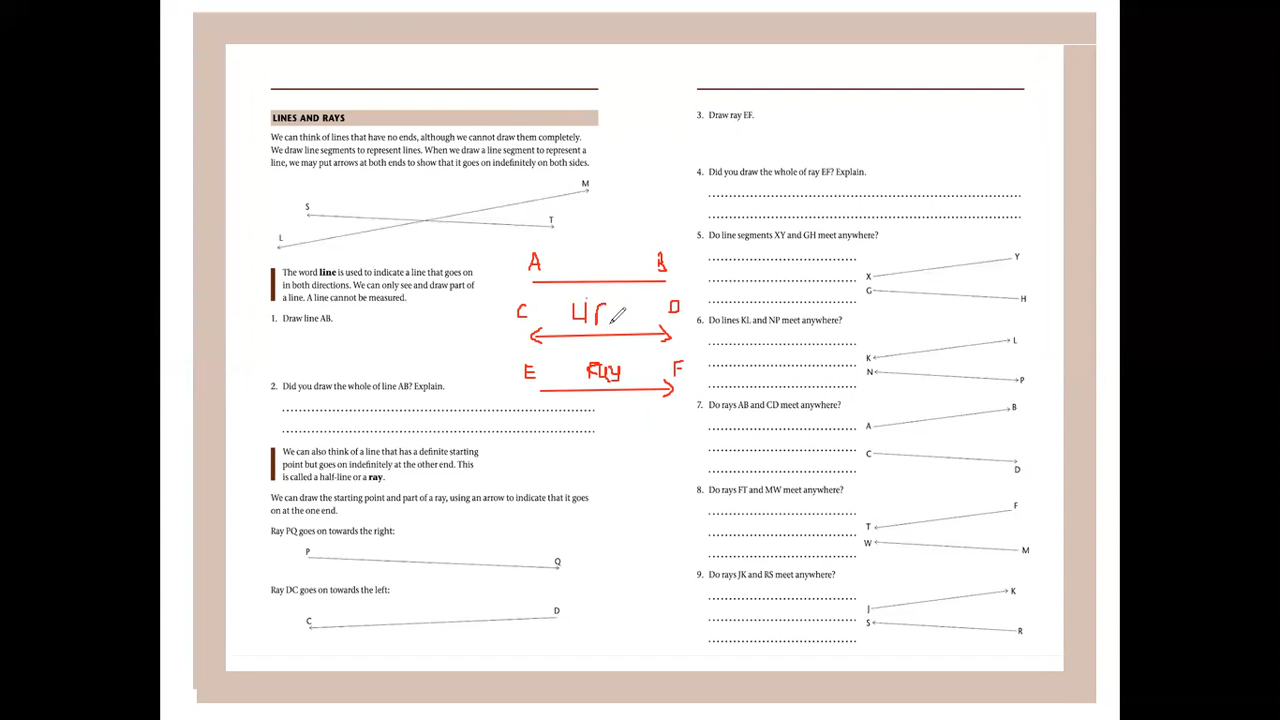 LINES AND RAYS
We can think of lines that have no ends, although we cannot draw them completely.
We draw line segments to represent lines. When we draw a line segment to represent a
line, we may put arrows at both ends to show that it goes on indefinitely on both sides.
M
S
T
L
The word line is used to indicate a line that goes on
in both directions. We can only see and draw part of
a line. A line cannot be measured.
1. Draw line AB.
A B
C D
E Ray F
2. Did you draw the whole of line AB? Explain.
We can also think of a line that has a definite starting
point but goes on indefinitely at the other end. This
is called a half-line or a ray.
We can draw the starting point and part of a ray, using an arrow to indicate that it goes
on at the one end.
Ray PQ goes on towards the right:
P
Q
Ray DC goes on towards the left:
D
C
3. Draw ray EF.
4. Did you draw the whole of ray EF? Explain.
5. Do line segments XY and GH meet anywhere?
Y
X
G
H
6. Do lines KL and NP meet anywhere?
L
K
N
P
7. Do rays AB and CD meet anywhere?
B
A
C
D
8. Do rays FT and MW meet anywhere?
F
T
W
M
9. Do rays JK and RS meet anywhere?
K
J
S
R